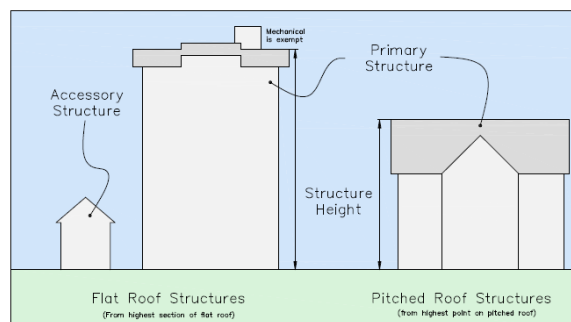 Mechanical
is exempt
Primary
Structure
Accessory
Structure
Structure
Height
Flat Roof Structures
(From highest section of flat roof)
Pitched Roof Structures
(from highest point on pitched roof)